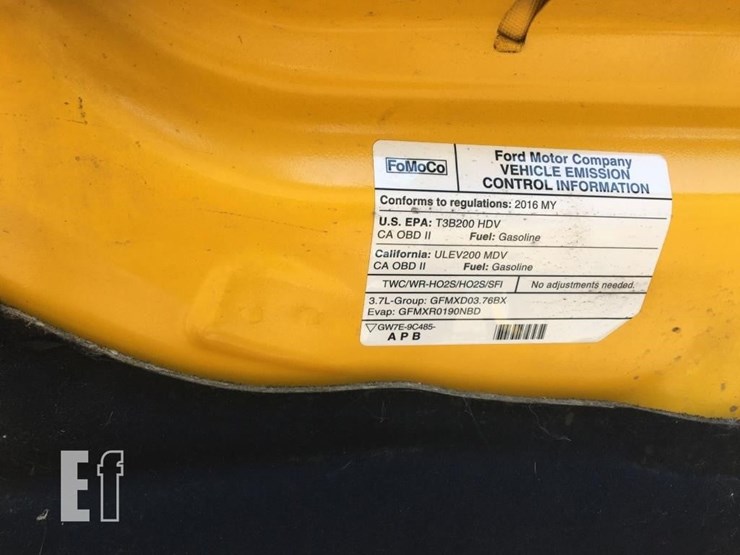 FoMoCo
Ford Motor Company
VEHICLE EMISSION
CONTROL INFORMATION
Conforms to regulations: 2016 MY
U.S. EPA: T3B200 HDV
CA OBD II Fuel: Gasoline
California: ULEV200 MDV
CA OBD II Fuel: Gasoline
TWC/WR-HO2S/HO2S/SFI No adjustments needed.
3.7L-Group: GFMXD03.76BX
Evap: GFMXR0190NBD
GW7E-9C485-
A P B
Ef